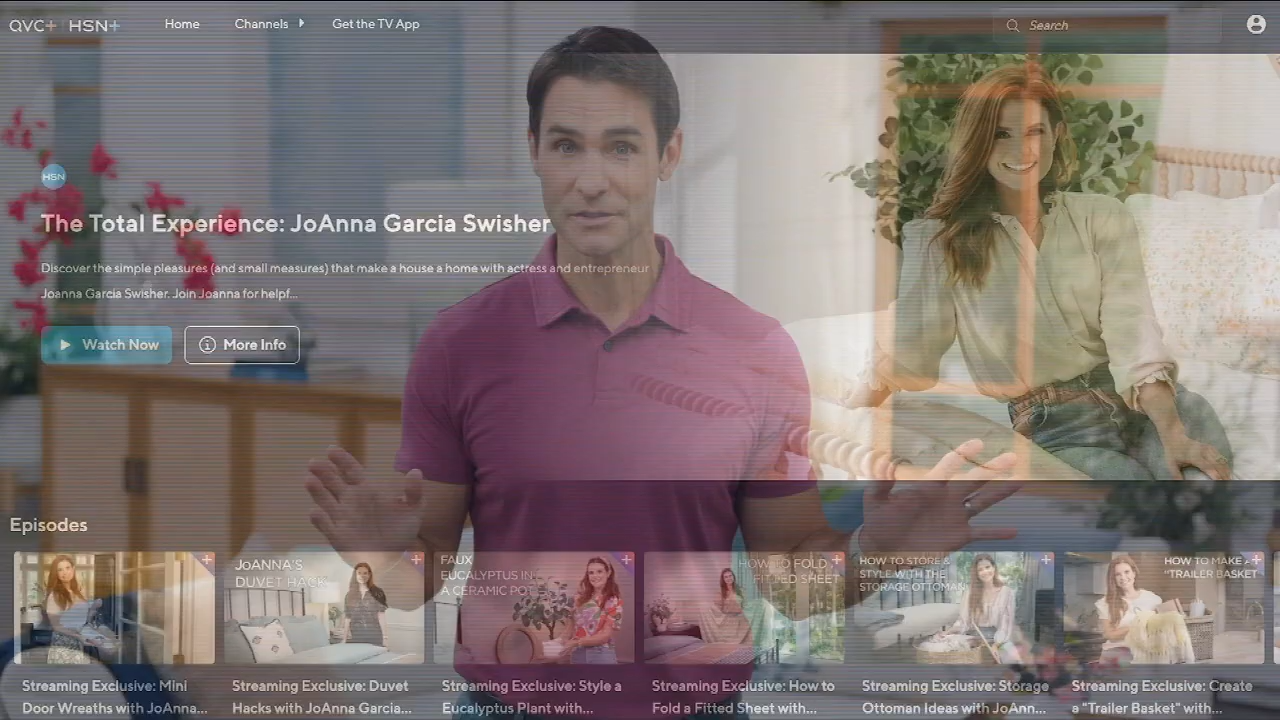 QVC+ HSN+
Home
Channels
Get the TV App
Search
HSN
The Total Experience: JoAnna Garcia Swisher
Discover the simple pleasures (and small measures) that make a house a home with actress and entrepreneur
Joanna Garcia Swisher. Join Joanna for helpf...
Watch Now
More Info
Episodes
JoANNA'S
DUVET HACK
FAUX
EUCALYPTUS IN
A CERAMIC POT
HOW TO FOLD A
FITTED SHEET
HOW TO STORE &
STYLE WITH THE
STORAGE OTTOMAN
HOW TO MAKE A
"TRAILER BASKET"
Streaming Exclusive: Mini
Door Wreaths with JoAnna...
Streaming Exclusive: Duvet
Hacks with JoAnna Garcia...
Streaming Exclusive: Style a
Eucalyptus Plant with...
Streaming Exclusive: How to
Fold a Fitted Sheet with...
Streaming Exclusive: Storage
Ottoman Ideas with JoAnn...
Streaming Exclusive: Create
a "Trailer Basket" with...